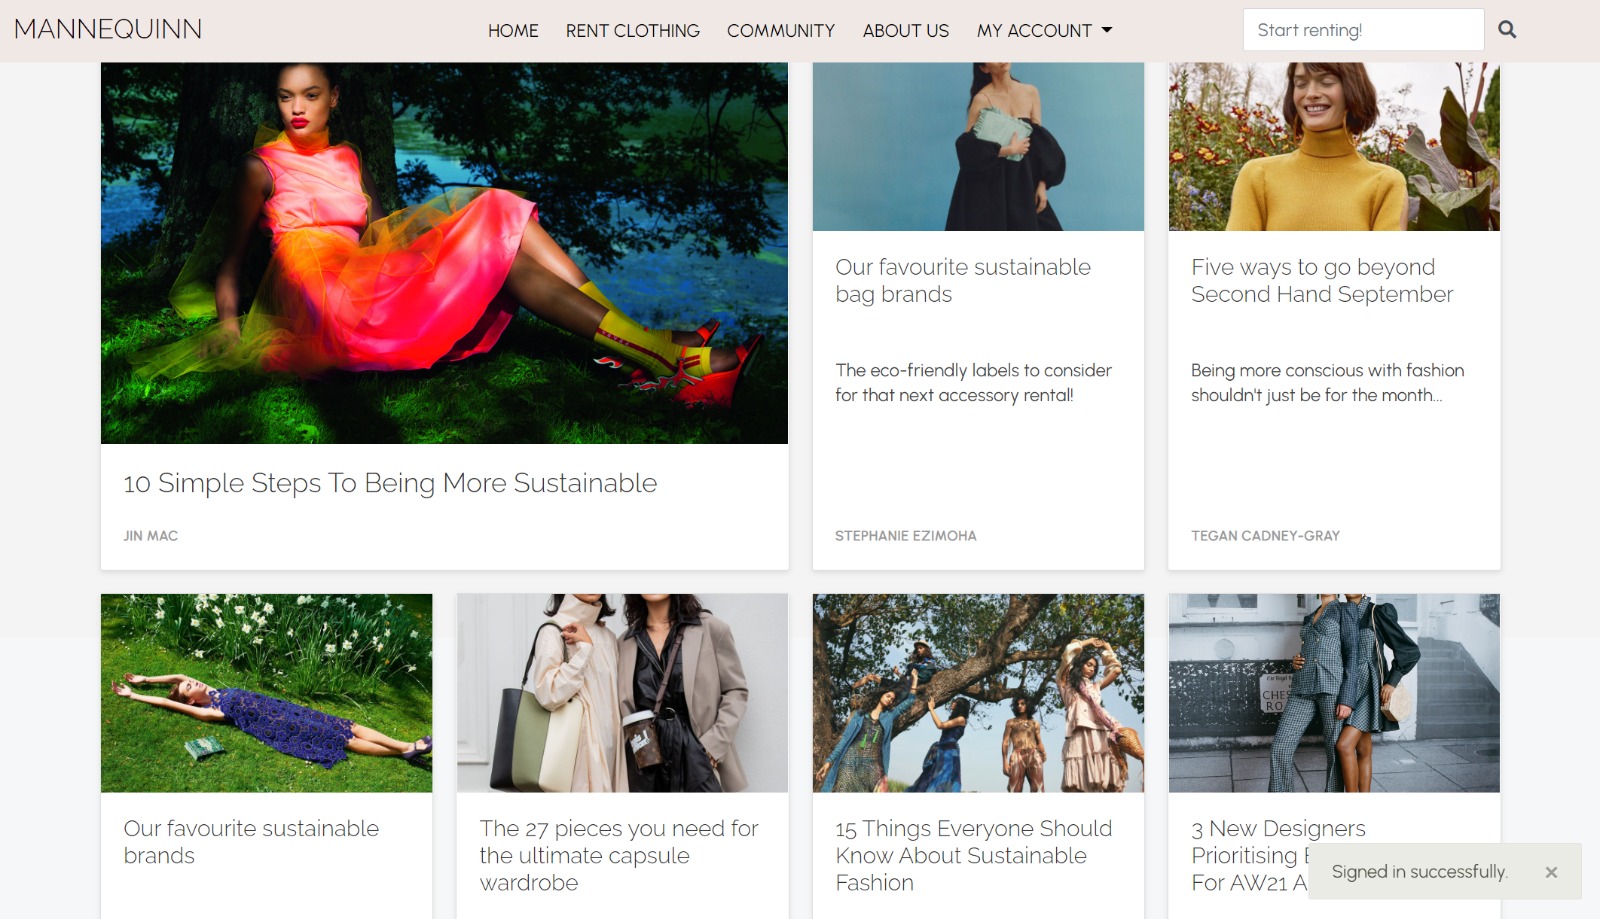 MANNEQUINN
HOME RENT CLOTHING COMMUNITY ABOUT US MY ACCOUNT
Start renting!
10 Simple Steps To Being More Sustainable
JIN MAC
Our favourite sustainable
bag brands
The eco-friendly labels to consider
for that next accessory rental!
STEPHANIE EZIMOHA
Five ways to go beyond
Second Hand September
Being more conscious with fashion
shouldn't just be for the month...
TEGAN CADNEY-GRAY
Our favourite sustainable
brands
The 27 pieces you need for
the ultimate capsule
wardrobe
15 Things Everyone Should
Know About Sustainable
Fashion
3 New Designers
Prioritising
For AW21
Signed in successfully. ×